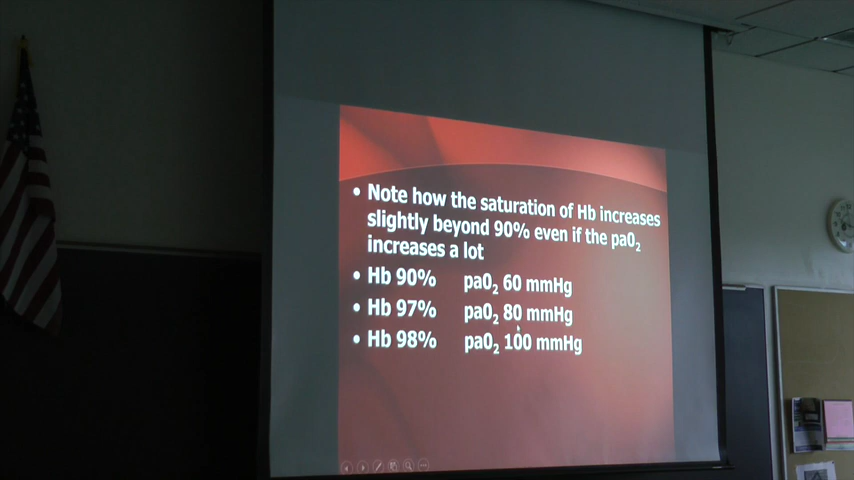 • Note how the saturation of Hb increases
slightly beyond 90% even if the pa0₂
increases a lot
• Hb 90% pa0₂ 60 mmHg
• Hb 97% pa0₂ 80 mmHg
• Hb 98% pa0₂ 100 mmHg